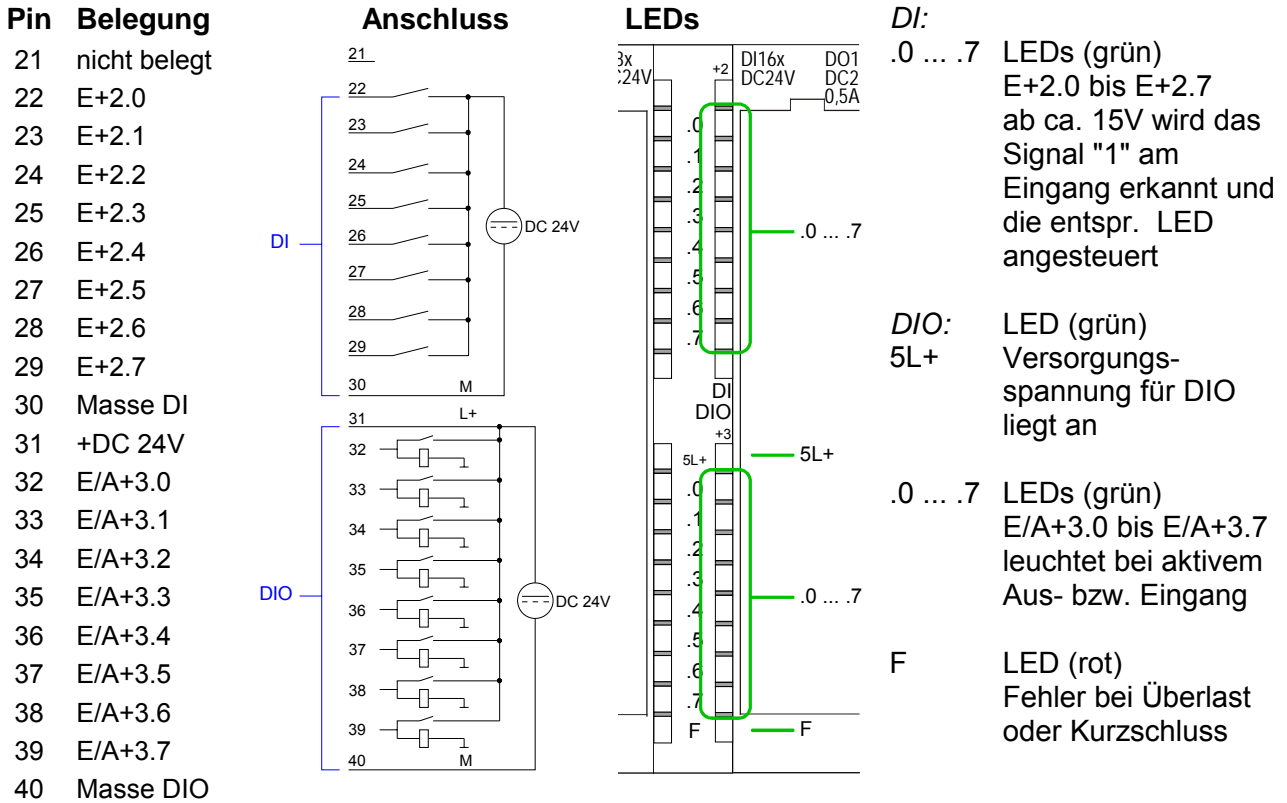 Pin Belegung
21 nicht belegt
22 E+2.0
23 E+2.1
24 E+2.2
25 E+2.3
26 E+2.4
27 E+2.5
28 E+2.6
29 E+2.7
30 Masse DI
31 +DC 24V
32 E/A+3.0
33 E/A+3.1
34 E/A+3.2
35 E/A+3.3
36 E/A+3.4
37 E/A+3.5
38 E/A+3.6
39 E/A+3.7
40 Masse DIO
Anschluss
21
22
23
24
25
26
27
28
29
30 M
DI
DC 24V
31 L+
32
33
34
35
36
37
38
39
40 M
DIO
DC 24V
LEDs
+2
DI16x
DC24V
DO1
DC2
0,5A
.0
.1
.2
.3
.4
.5
.6
.7
.0 ... .7
DI
DIO
+3
5L+
5L+
.0
.1
.2
.3
.4
.5
.6
.7
.0 ... .7
F
F
DI:
.0 ... .7 LEDs (grün)
E+2.0 bis E+2.7
ab ca. 15V wird das
Signal "1" am
Eingang erkannt und
die entspr. LED
angesteuert
DIO: LED (grün)
5L+ Versorgungs-
spannung für DIO
liegt an
.0 ... .7 LEDs (grün)
E/A+3.0 bis E/A+3.7
leuchtet bei aktivem
Aus- bzw. Eingang
F LED (rot)
Fehler bei Überlast
oder Kurzschluss